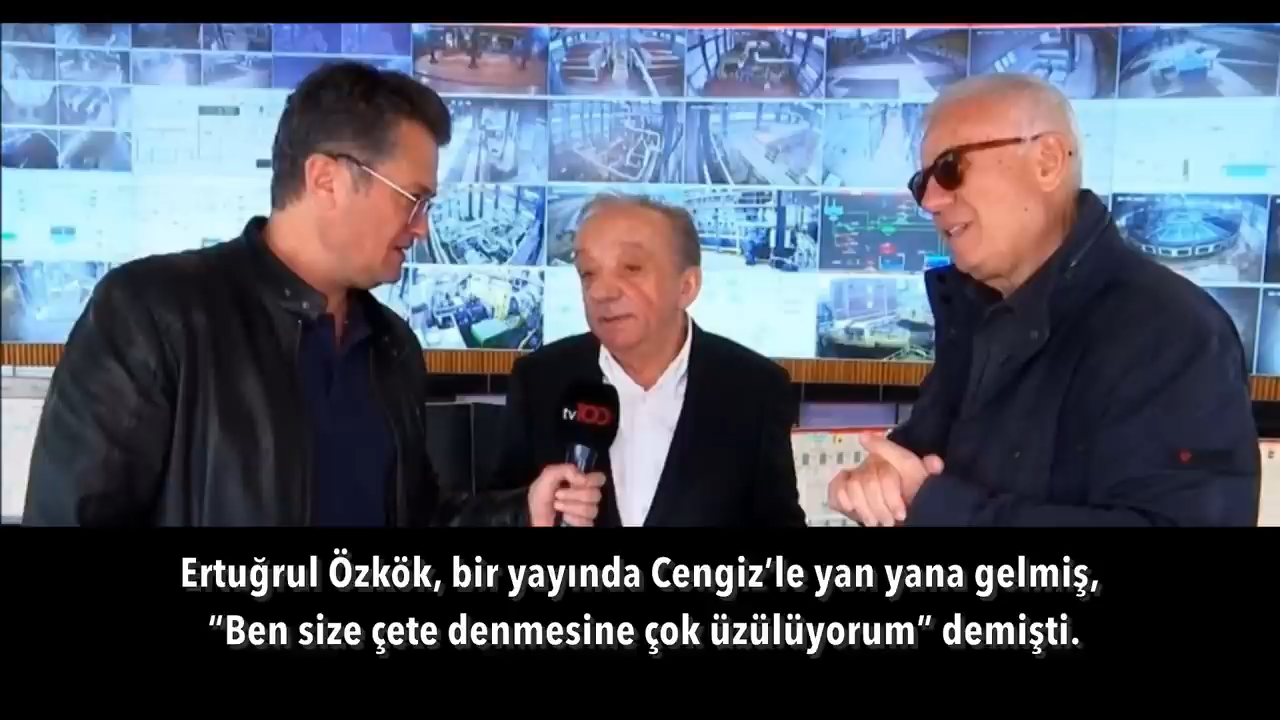 tv100
Ertuğrul Özkök, bir yayında Cengiz’le yan yana gelmiş,
“Ben size çete denmesine çok üzülüyorum” demişti.